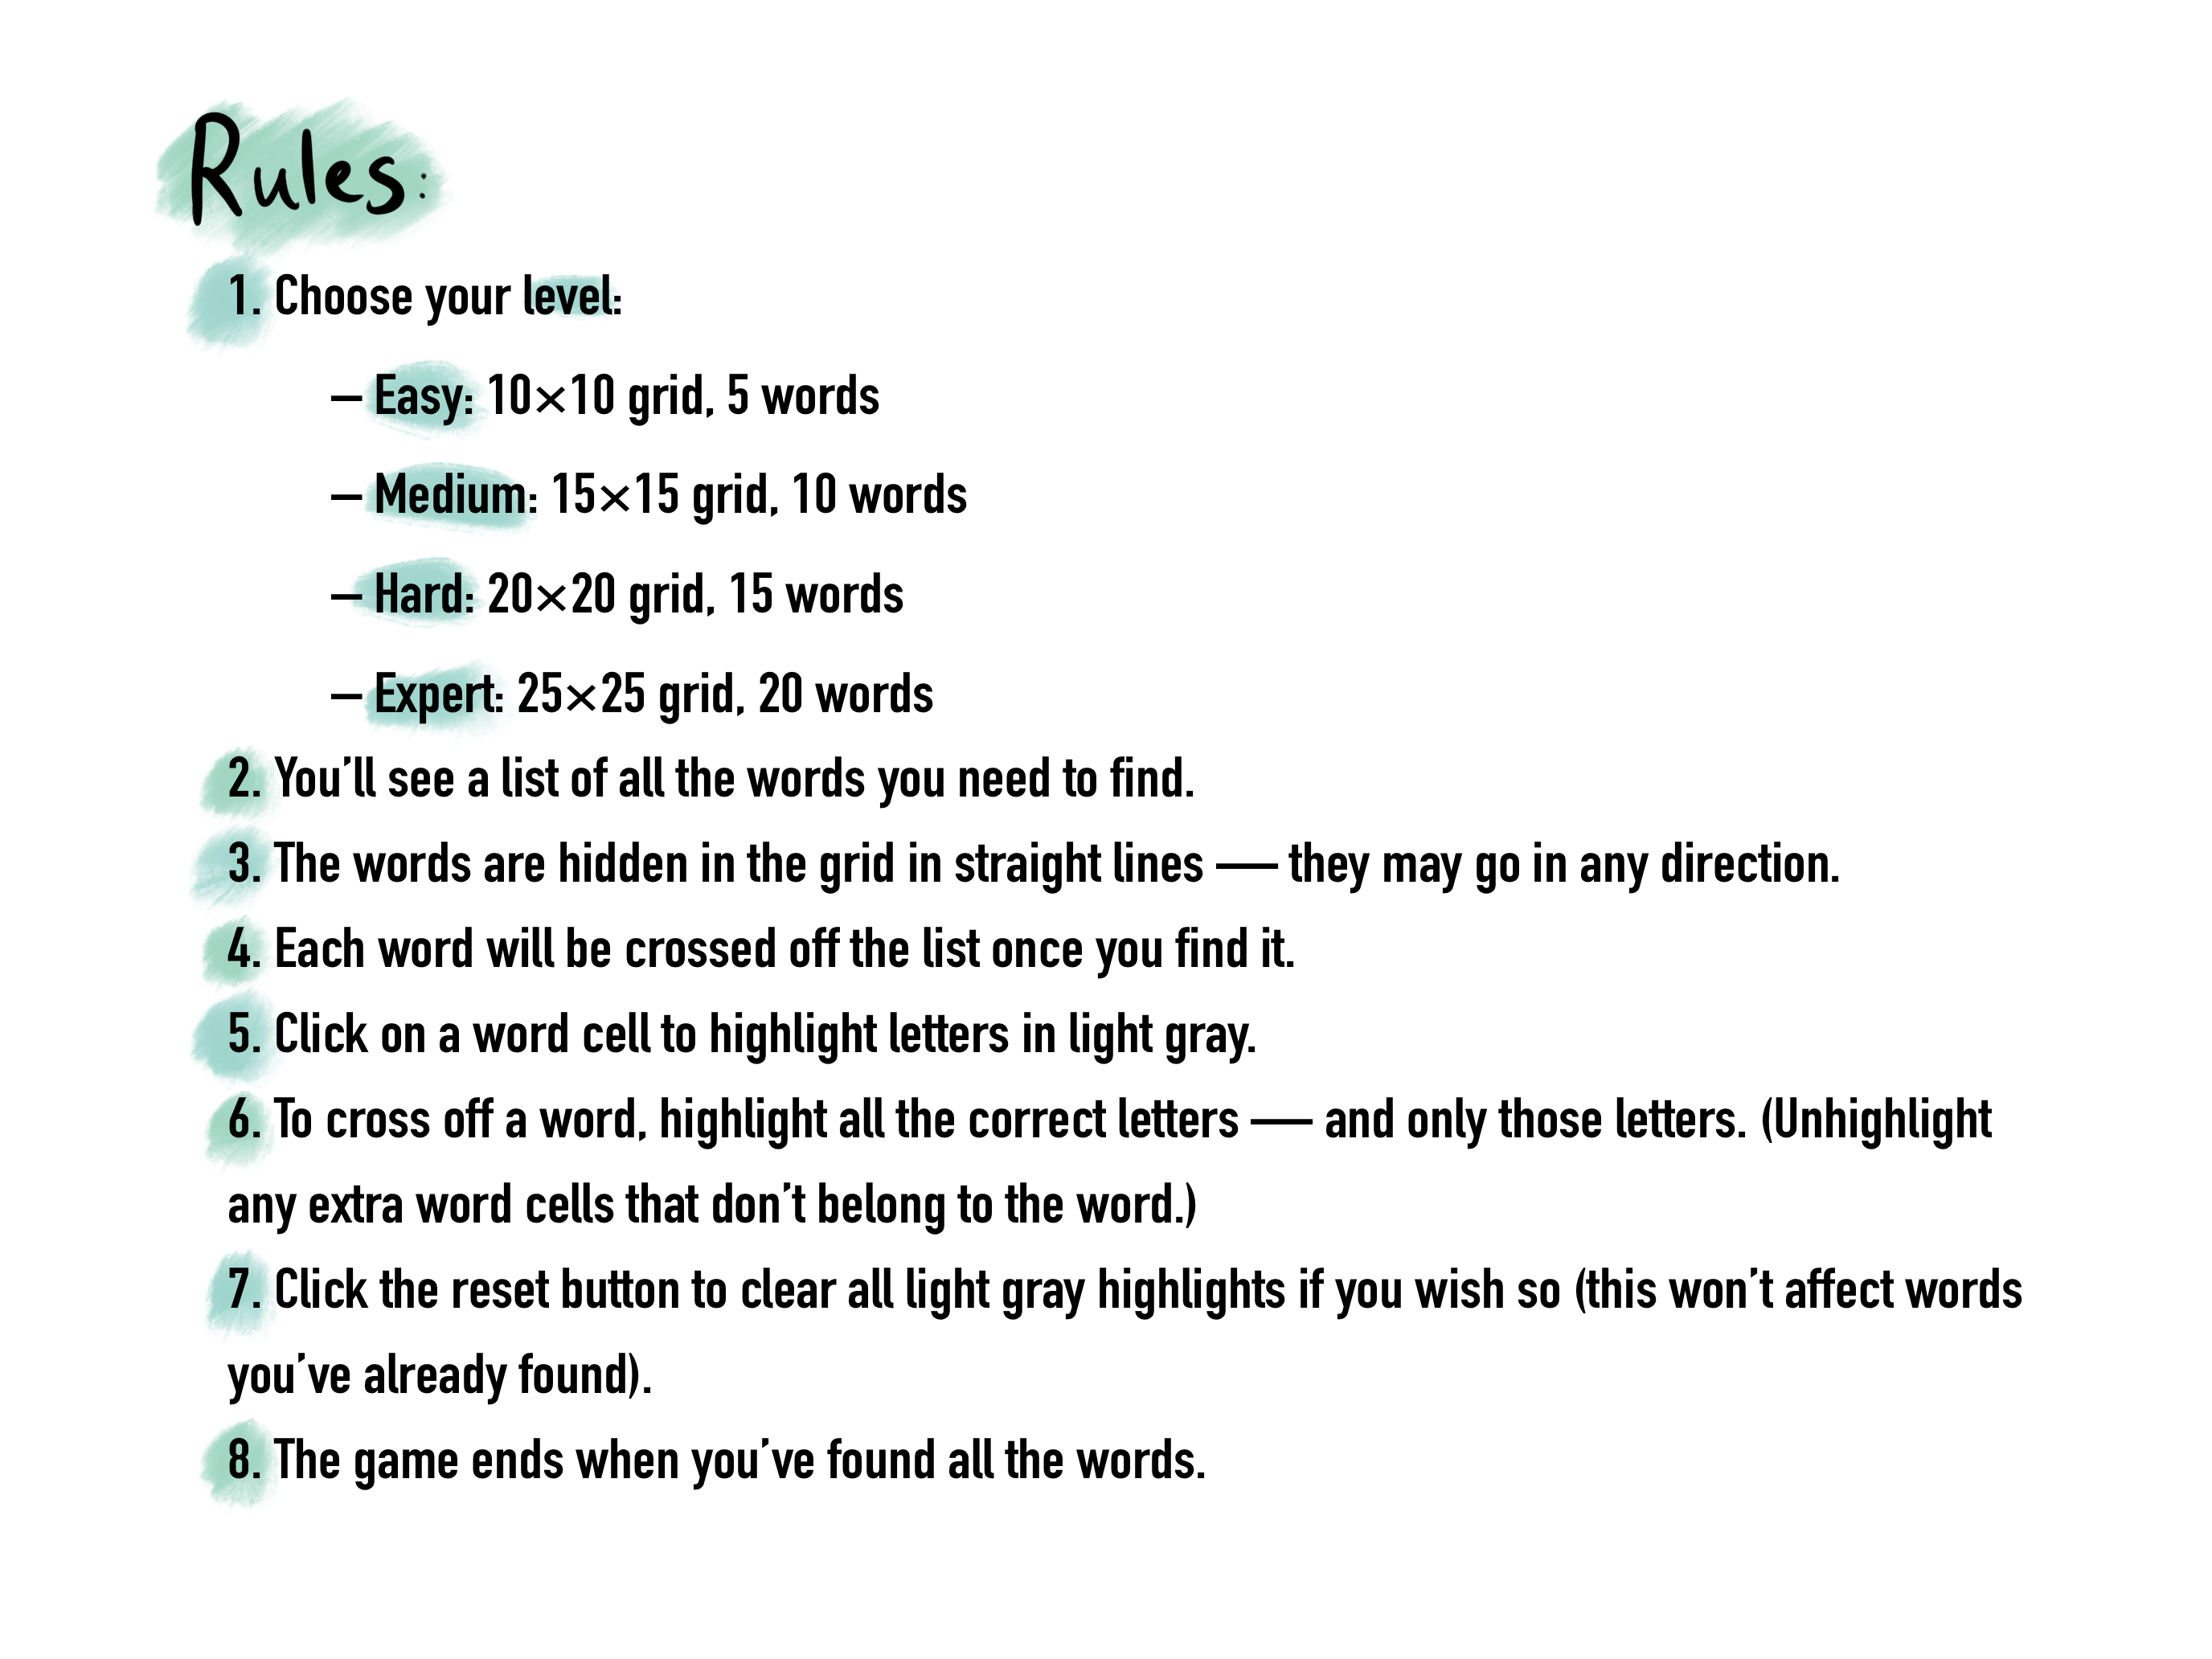 Rules:
1. Choose your level:
– Easy: 10×10 grid, 5 words
– Medium: 15×15 grid, 10 words
– Hard: 20×20 grid, 15 words
– Expert: 25×25 grid, 20 words
2. You’ll see a list of all the words you need to find.
3. The words are hidden in the grid in straight lines — they may go in any direction.
4. Each word will be crossed off the list once you find it.
5. Click on a word cell to highlight letters in light gray.
6. To cross off a word, highlight all the correct letters — and only those letters. (Unhighlight
any extra word cells that don’t belong to the word.)
7. Click the reset button to clear all light gray highlights if you wish so (this won’t affect words
you’ve already found).
8. The game ends when you’ve found all the words.